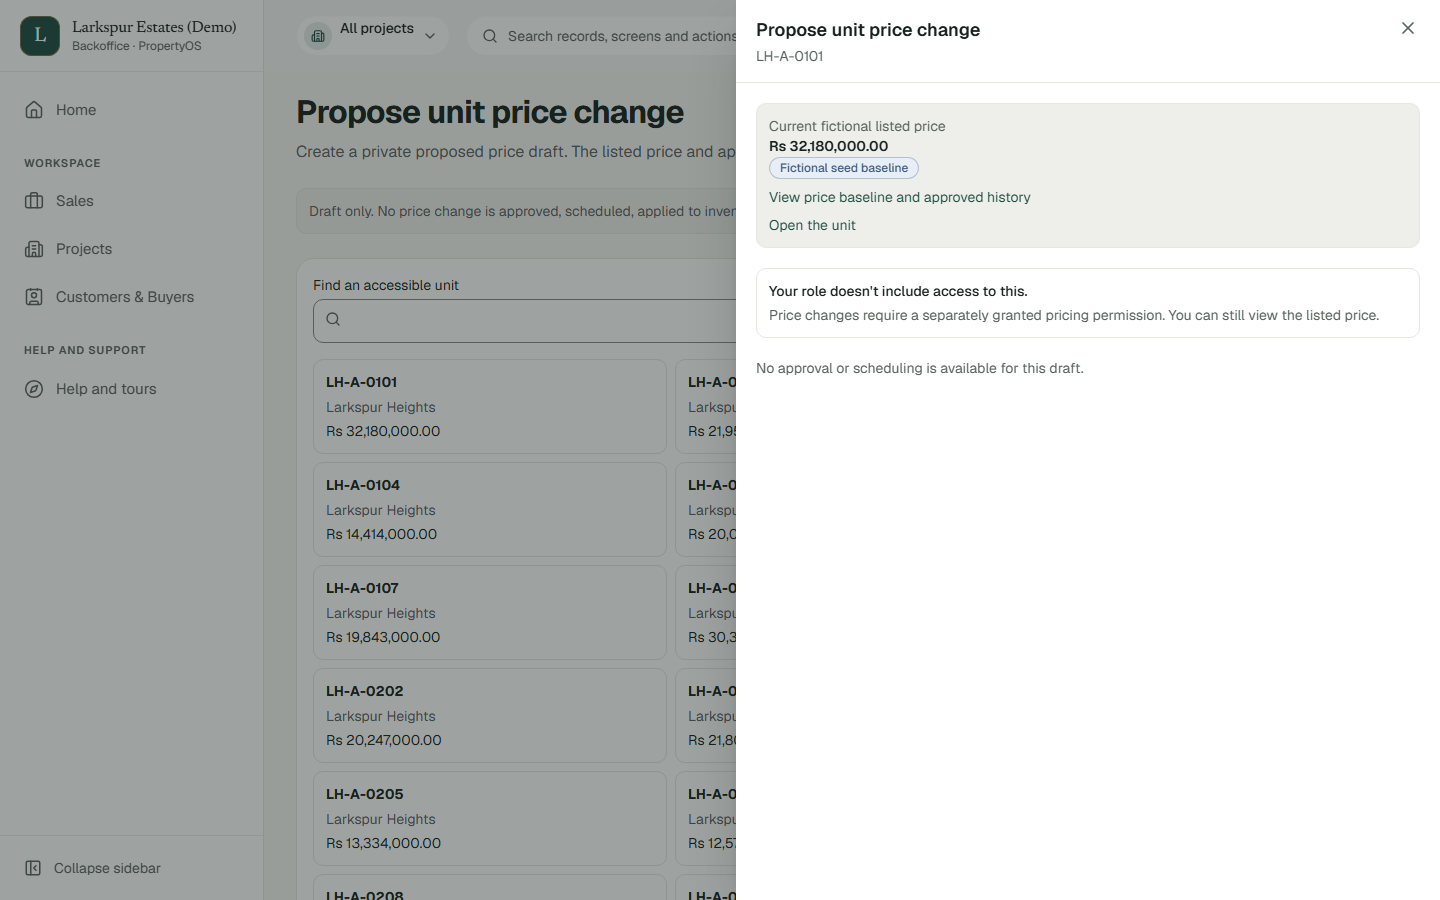 L
Larkspur Estates (Demo)
Backoffice · PropertyOS
Home
WORKSPACE
Sales
Projects
Customers & Buyers
HELP AND SUPPORT
Help and tours
Collapse sidebar
All projects
Search records, screens and actions
Propose unit price change
Create a private proposed price draft. The listed price and ap
Draft only. No price change is approved, scheduled, applied to inver
Find an accessible unit
LH-A-0101
Larkspur Heights
Rs 32,180,000.00
LH-A-0104
Larkspur Heights
Rs 14,414,000.00
LH-A-0107
Larkspur Heights
Rs 19,843,000.00
LH-A-0202
Larkspur Heights
Rs 20,247,000.00
LH-A-0205
Larkspur Heights
Rs 13,334,000.00
LH-A-0208
Propose unit price change
LH-A-0101
Current fictional listed price
Rs 32,180,000.00
Fictional seed baseline
View price baseline and approved history
Open the unit
Your role doesn't include access to this.
Price changes require a separately granted pricing permission. You can still view the listed price.
No approval or scheduling is available for this draft.